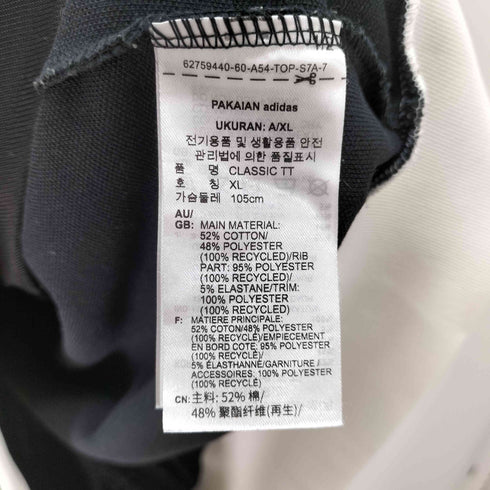 62759440-60-A54-TOP-S7A-7
PAKAIAN adidas
UKURAN: A/XL
전기용품 및 생활용품 안전
관리법에 의한 품질표시
품 명 CLASSIC TT
호 칭 XL
가슴둘레 105cm
AU/
GB: MAIN MATERIAL:
52% COTTON/
48% POLYESTER
(100% RECYCLED)/RIB
PART: 95% POLYESTER
(100% RECYCLED)/
5% ELASTANE/TRIM:
100% POLYESTER
(100% RECYCLED)
F: MATIERE PRINCIPALE:
52% COTON/48% POLYESTER
(100% RECYCLÉ)/EMPIECEMENT
EN BORD COTE: 95% POLYESTER
(100% RECYCLÉ)/
5% ÉLASTHANNE/GARNITURE/
ACCESSOIRES: 100% POLYESTER
(100% RECYCLÉ)
CN: 主料: 52% 棉/
48% 聚酯纤维(再生)/